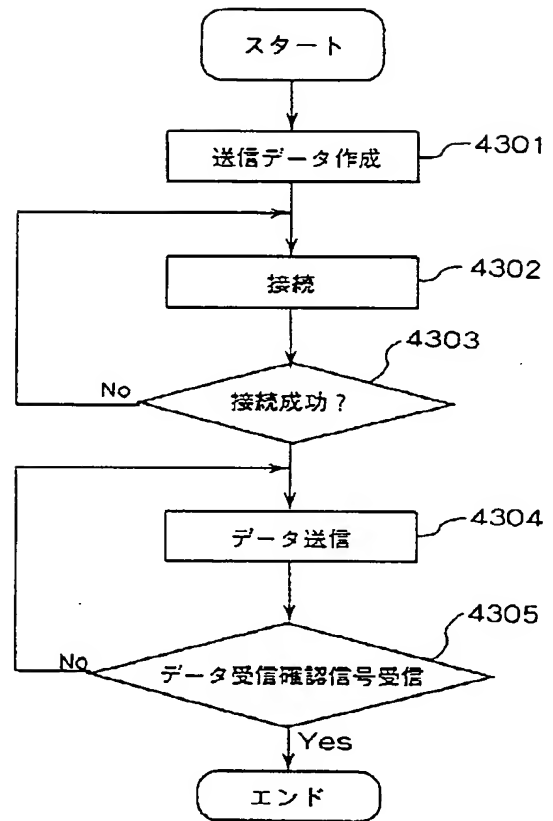 スタート
送信データ作成
4301
接続
4302
4303
接続成功?
No
データ送信
4304
4305
データ受信確認信号受信
No
Yes
エンド